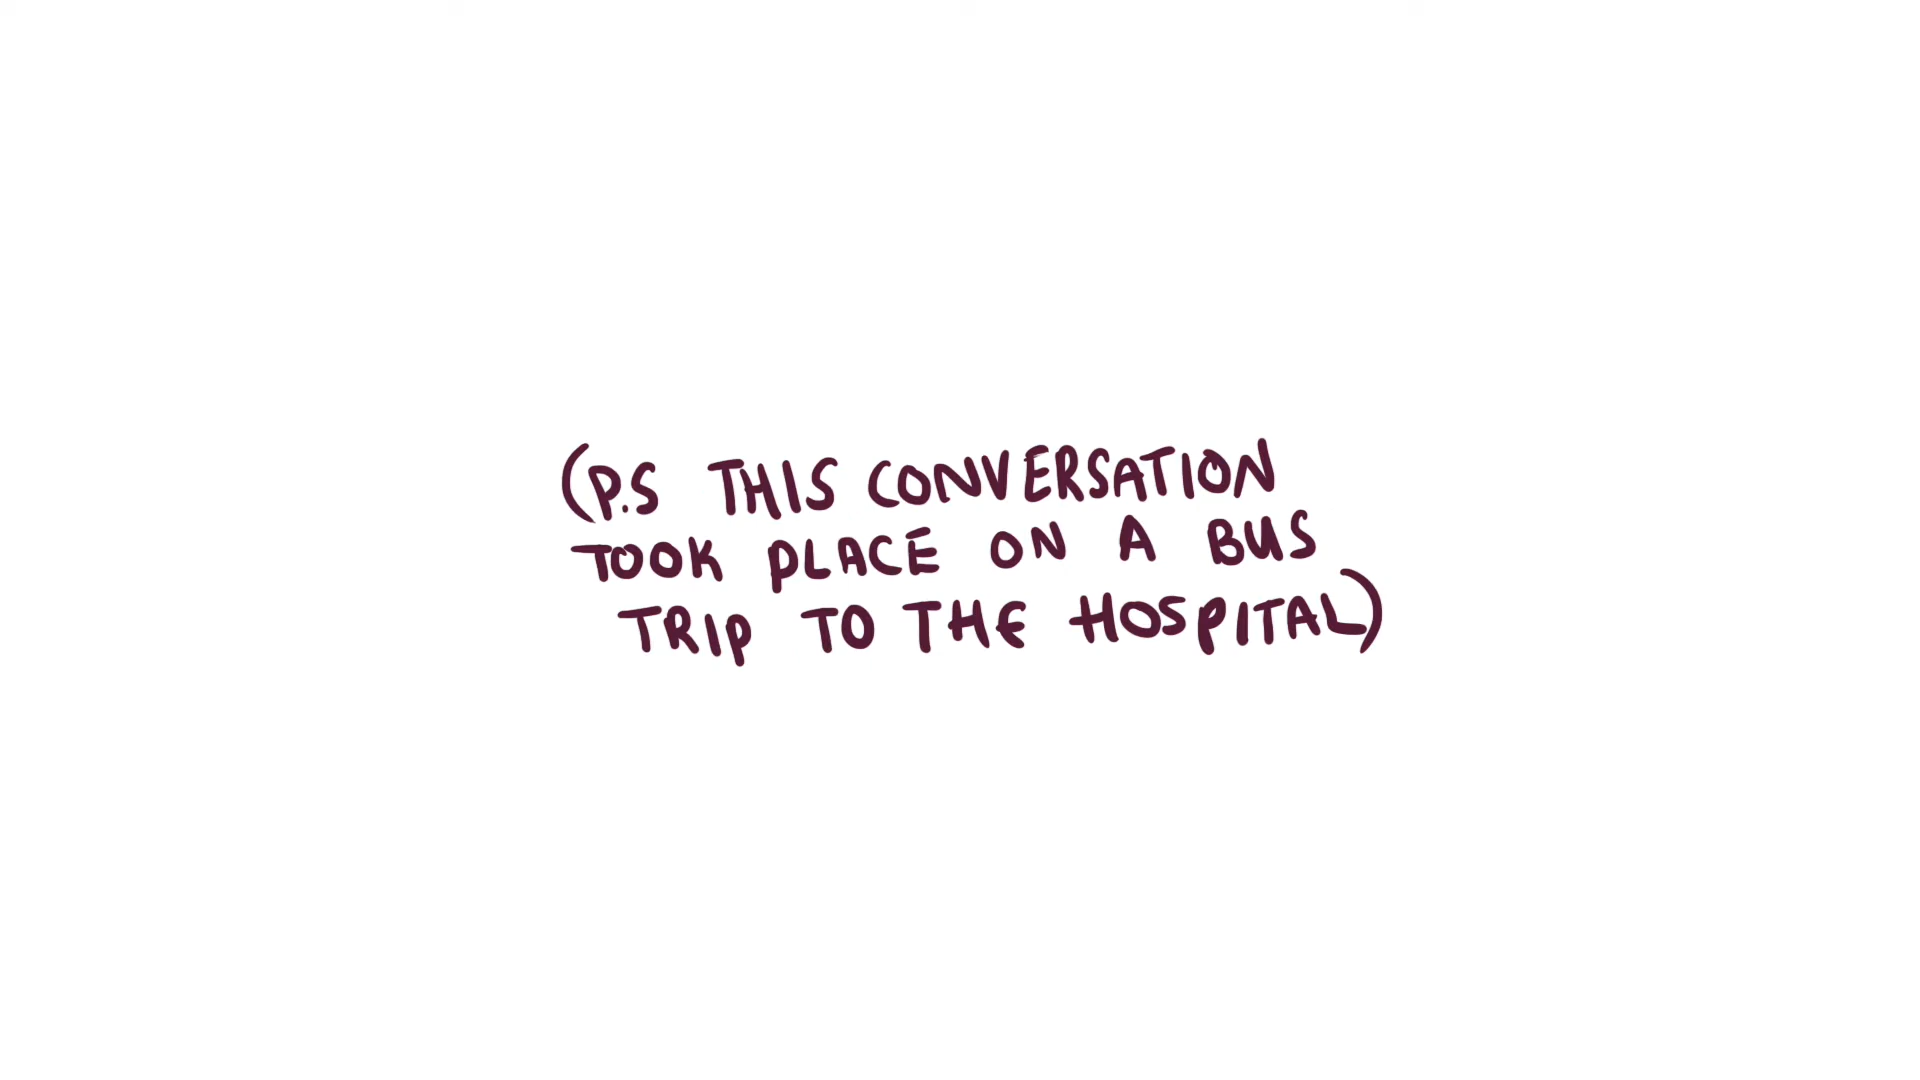 (P.S THIS CONVERSATION
TOOK PLACE ON A BUS
TRIP TO THE HOSPITAL)